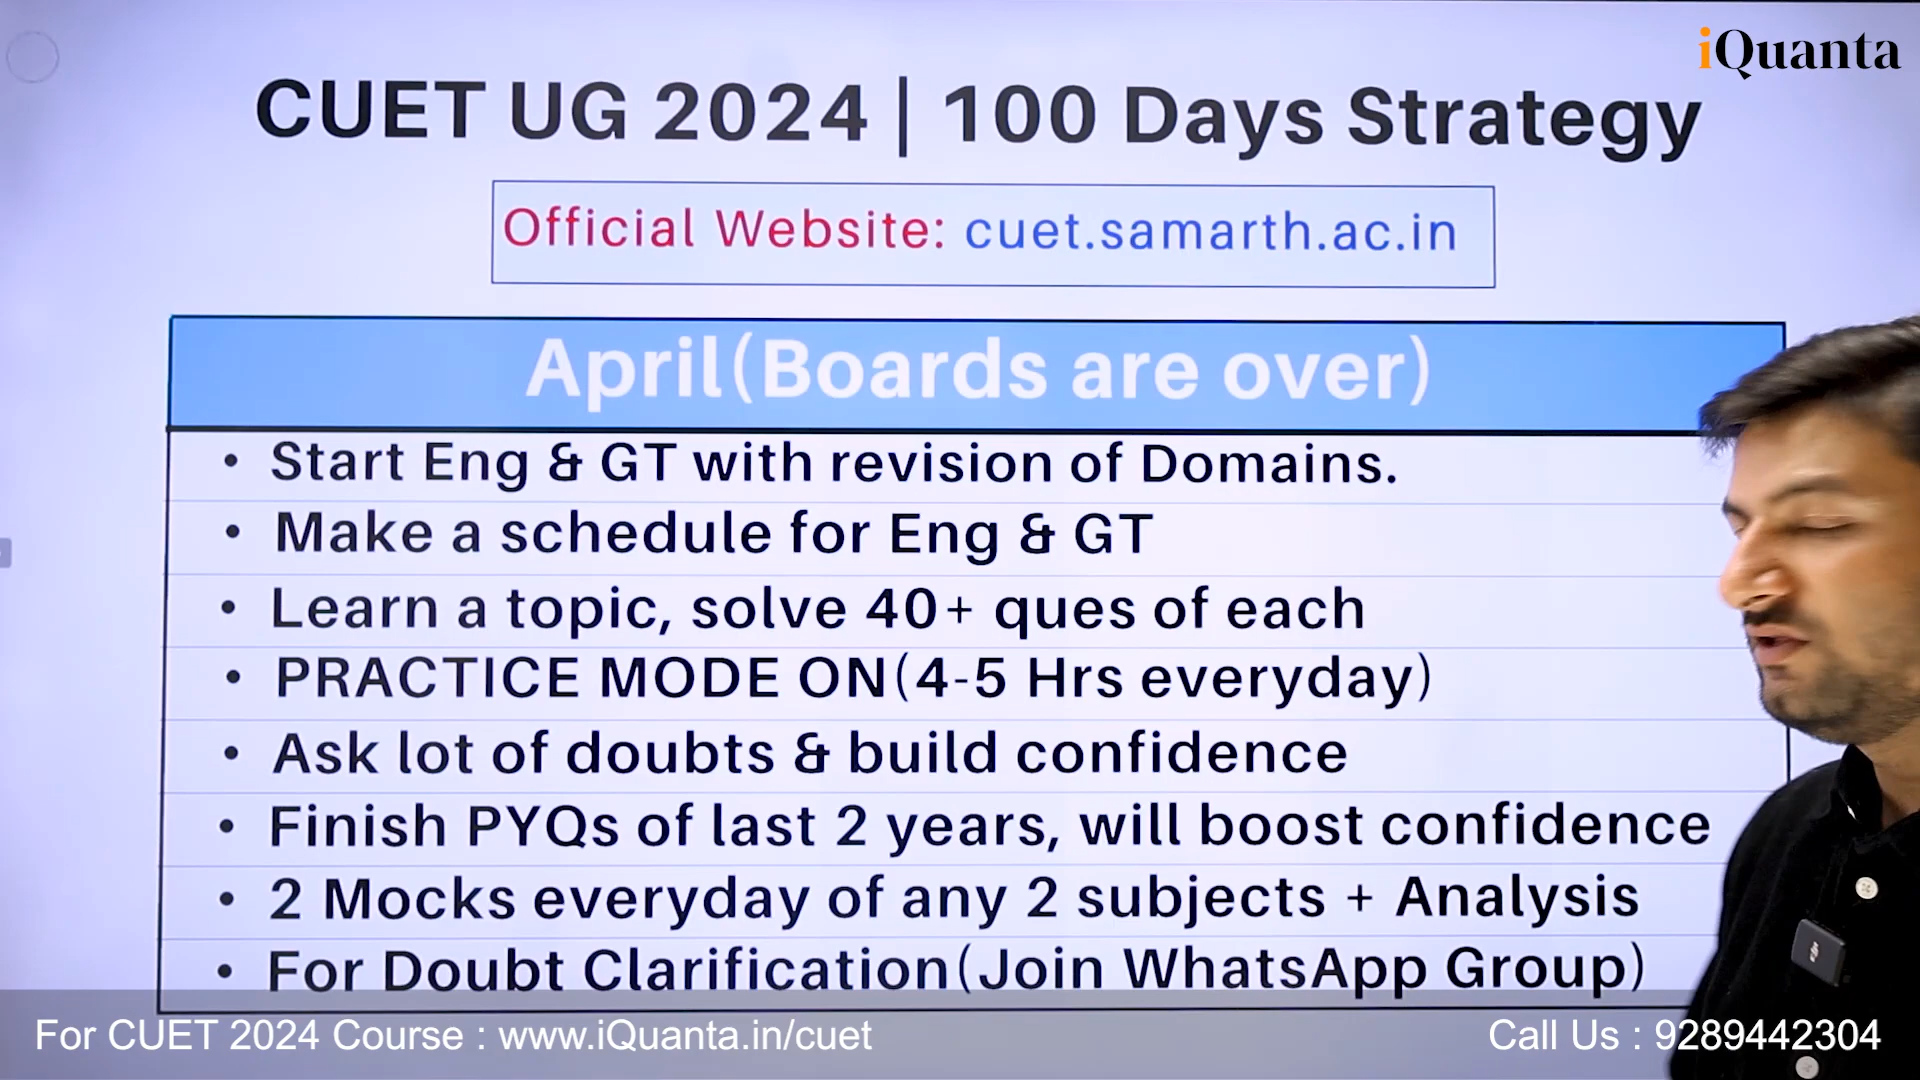 iQuanta
CUET UG 2024 | 100 Days Strategy
Official Website: cuet.samarth.ac.in
April(Boards are over)
• Start Eng & GT with revision of Domains.
• Make a schedule for Eng & GT
• Learn a topic, solve 40+ ques of each
• PRACTICE MODE ON(4-5 Hrs everyday)
• Ask lot of doubts & build confidence
• Finish PYQs of last 2 years, will boost confidence
• 2 Mocks everyday of any 2 subjects + Analysis
• For Doubt Clarification(Join WhatsApp Group)
For CUET 2024 Course : www.iQuanta.in/cuet
Call Us : 9289442304